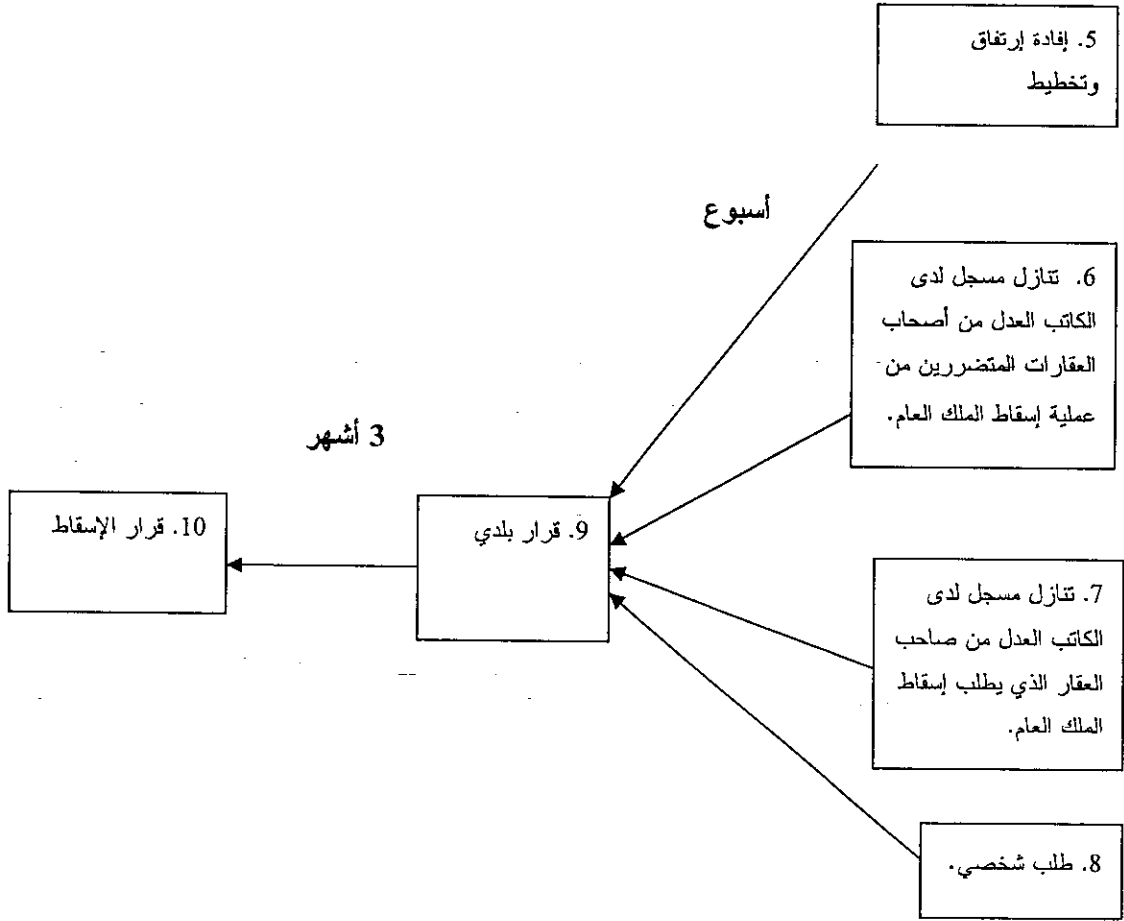 5. إفادة إرتفاق
وتخطيط
أسبوع
6. تنازل مسجل لدى
الكاتب العدل من أصحاب
العقارات المتضررين من
عملية إسقاط الملك العام.
3 أشهر
9. قرار بلدي
10. قرار الإسقاط
7. تنازل مسجل لدى
الكاتب العدل من صاحب
العقار الذي يطلب إسقاط
الملك العام.
8. طلب شخصي.